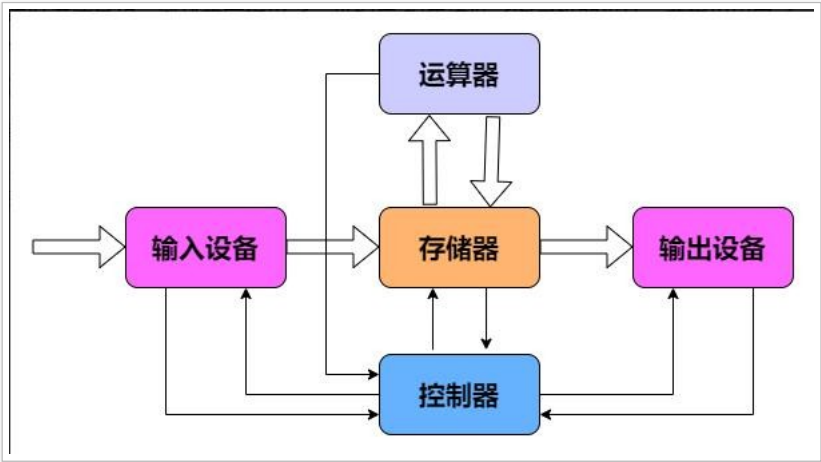 运算器
输入设备
存储器
输出设备
控制器